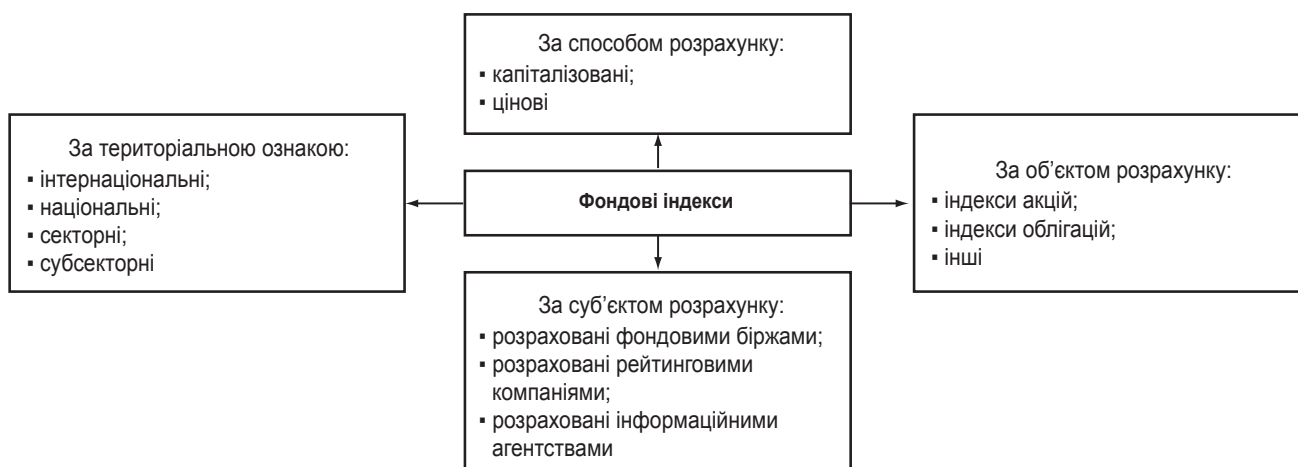 За способом розрахунку:
▪ капіталізовані;
▪ цінові
За територіальною ознакою:
▪ інтернаціональні;
▪ національні;
▪ секторні;
▪ субсекторні
Фондові індекси
За об’єктом розрахунку:
▪ індекси акцій;
▪ індекси облігацій;
▪ інші
За суб’єктом розрахунку:
▪ розраховані фондовими біржами;
▪ розраховані рейтинговими
компаніями;
▪ розраховані інформаційними
агентствами